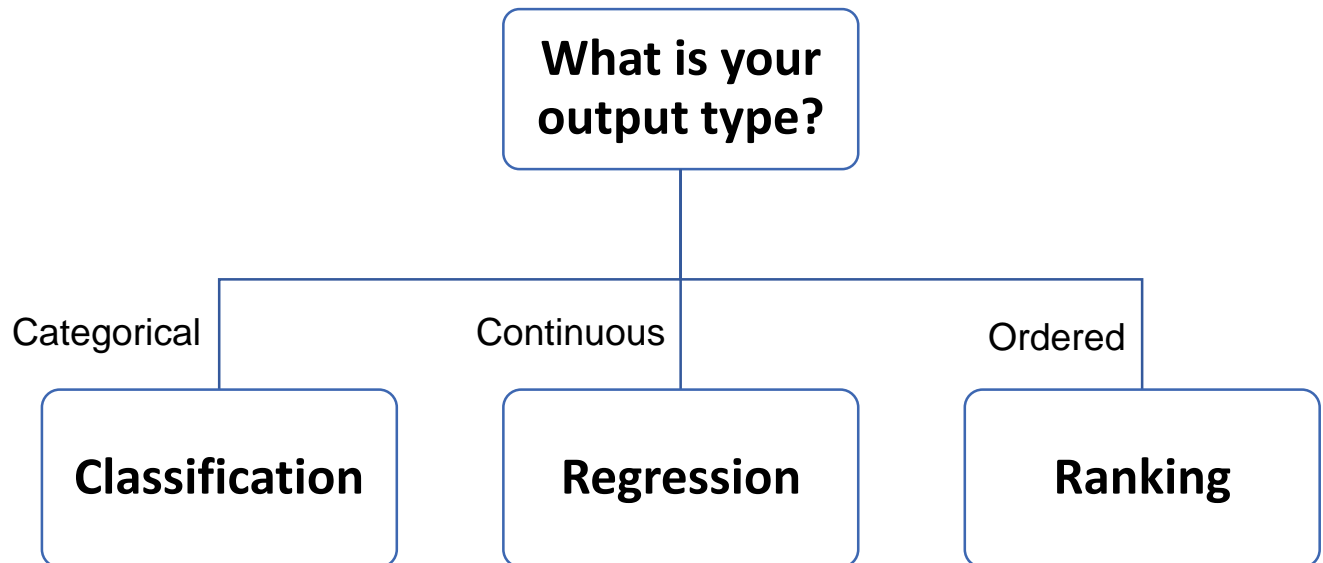 What is your
output type?
Categorical
Continuous
Ordered
Classification
Regression
Ranking